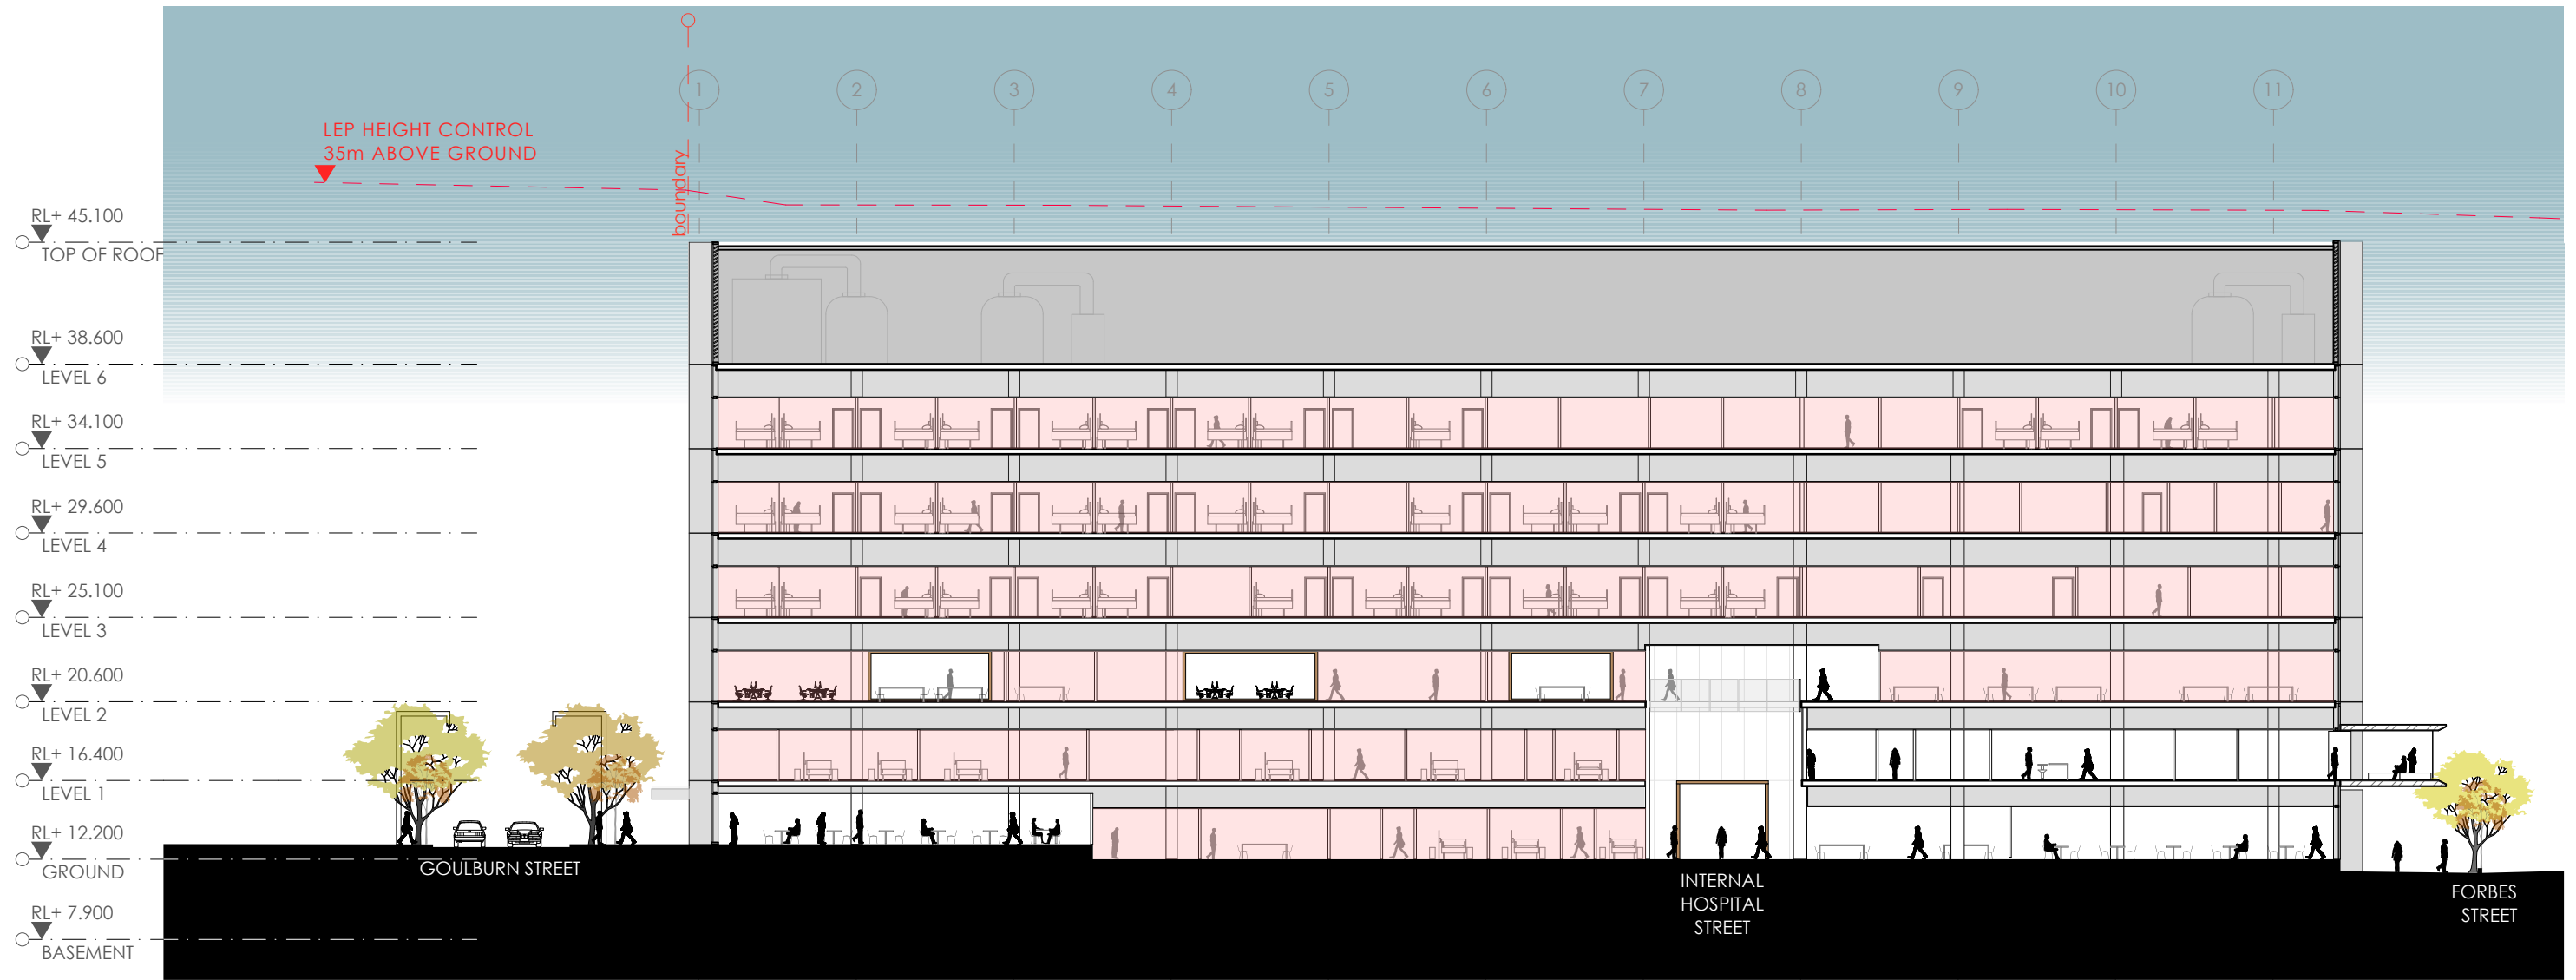 1 2 3 4 5 6 7 8 9 10 11
LEP HEIGHT CONTROL
35m ABOVE GROUND
boundary
RL+ 45.100
TOP OF ROOF
RL+ 38.600
LEVEL 6
RL+ 34.100
LEVEL 5
RL+ 29.600
LEVEL 4
RL+ 25.100
LEVEL 3
RL+ 20.600
LEVEL 2
RL+ 16.400
LEVEL 1
RL+ 12.200
GROUND
RL+ 7.900
BASEMENT
GOULBURN STREET
INTERNAL
HOSPITAL
STREET
FORBES
STREET